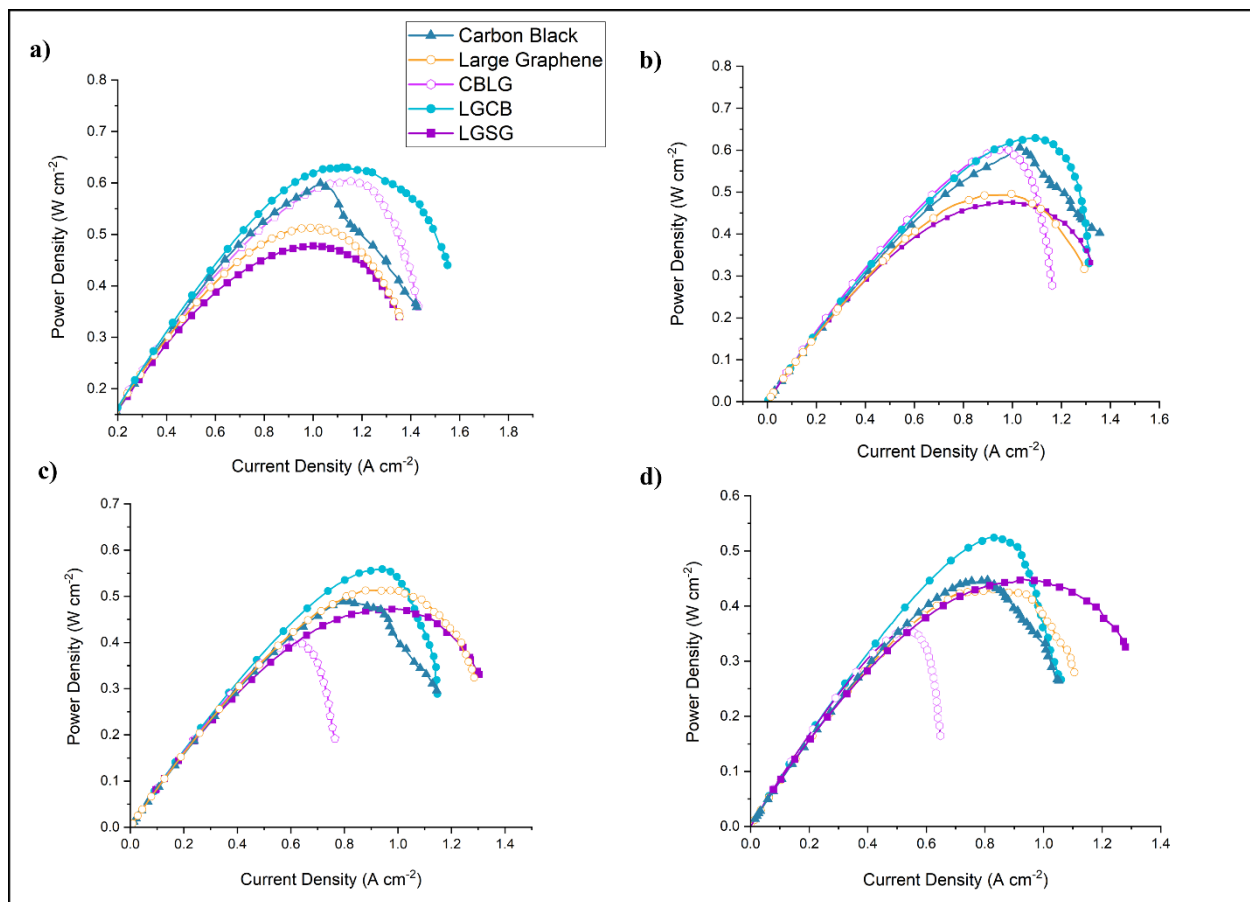 a)
Carbon Black
Large Graphene
CBLG
LGCB
LGSG
0.8
0.7
0.6
0.5
0.4
0.3
0.2
Power Density (W cm-2)
0.2 0.4 0.6 0.8 1.0 1.2 1.4 1.6 1.8
Current Density (A cm-2)
b)
0.8
0.7
0.6
0.5
0.4
0.3
0.2
0.1
0.0
Power Density (W cm-2)
0.0 0.2 0.4 0.6 0.8 1.0 1.2 1.4 1.6
Current Density (A cm-2)
c)
0.7
0.6
0.5
0.4
0.3
0.2
0.1
0.0
Power Density (W cm-2)
0.0 0.2 0.4 0.6 0.8 1.0 1.2 1.4
Current Density (A cm-2)
d)
0.6
0.5
0.4
0.3
0.2
0.1
0.0
Power Density (W cm-2)
0.0 0.2 0.4 0.6 0.8 1.0 1.2 1.4
Current Density (A cm-2)